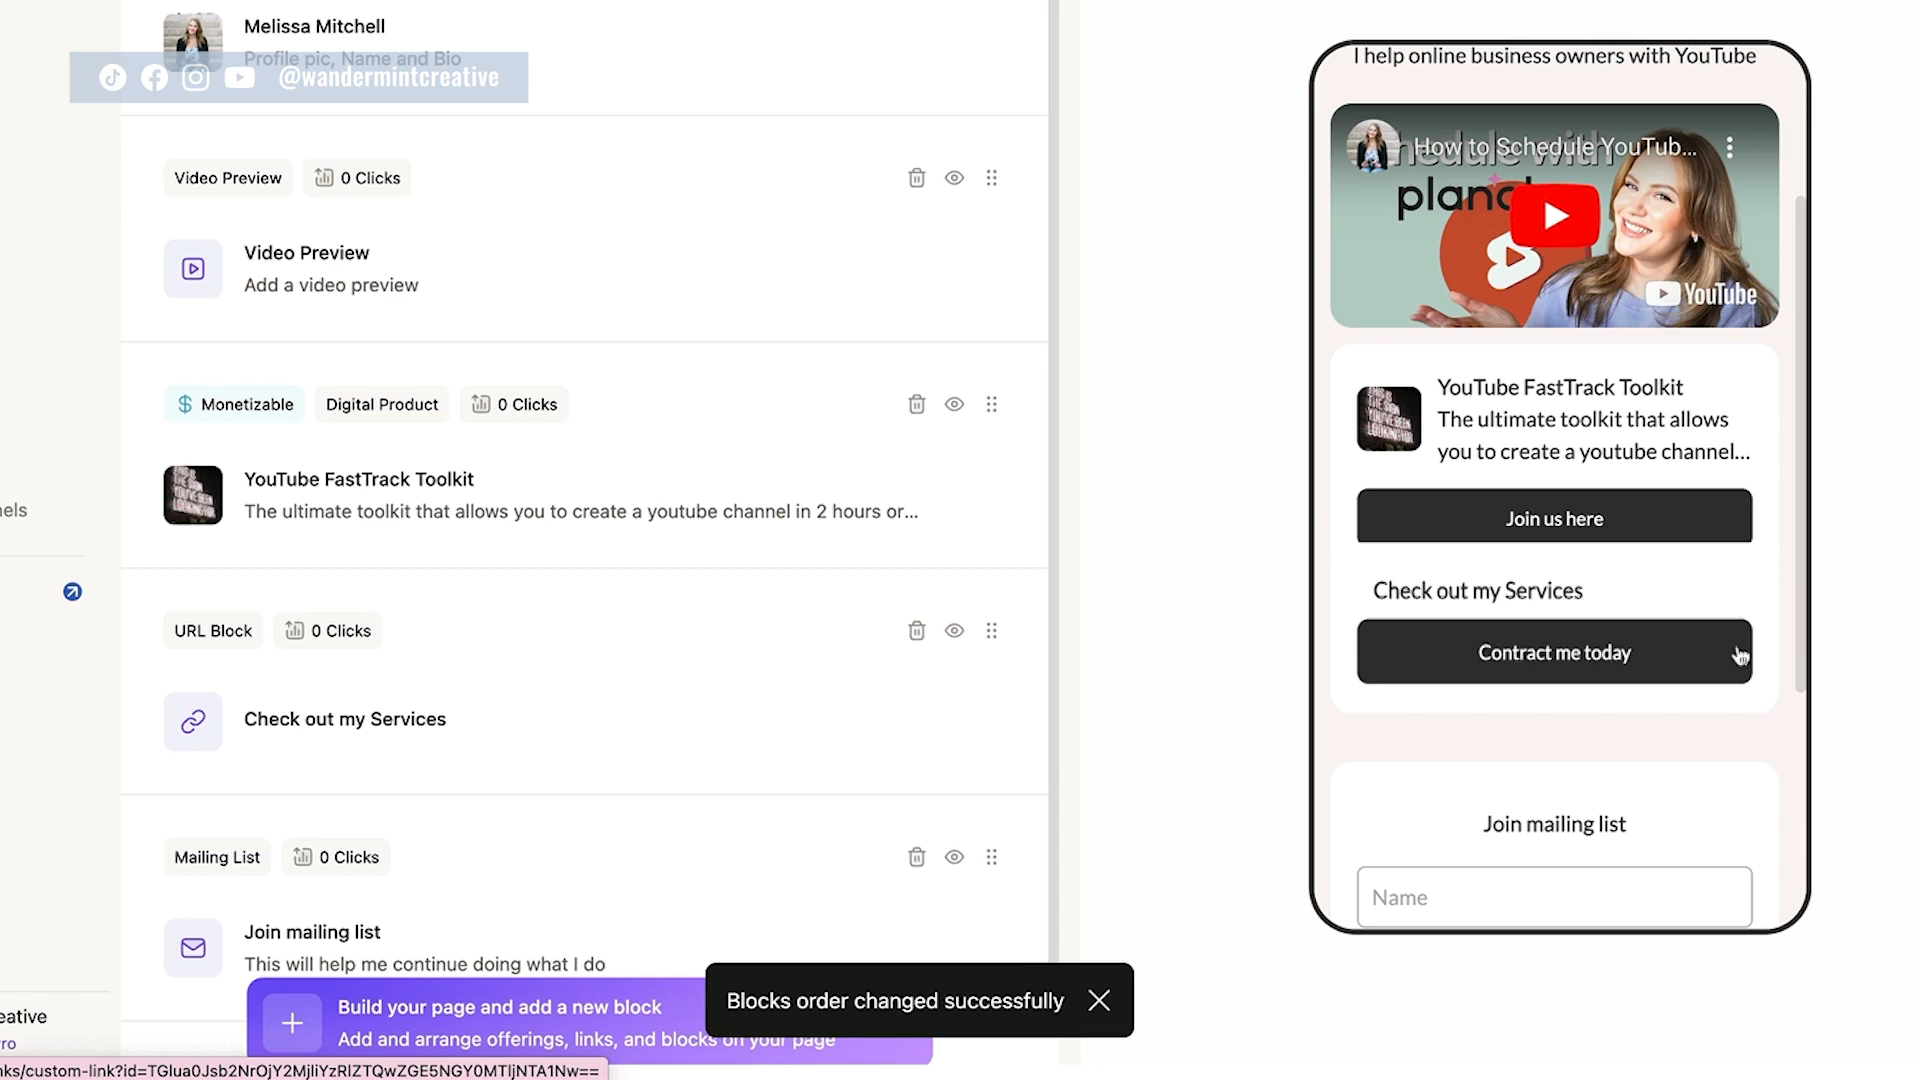 Melissa Mitchell
Profile pic, Name and Bio
@wandermintcreative
Video Preview
0 Clicks
Video Preview
Add a video preview
Monetizable
Digital Product
0 Clicks
YouTube FastTrack Toolkit
The ultimate toolkit that allows you to create a youtube channel in 2 hours or...
URL Block
0 Clicks
Check out my Services
Mailing List
0 Clicks
Join mailing list
This will help me continue doing what I do
Build your page and add a new block
Add and arrange offerings, links, and blocks on your page
Blocks order changed successfully
nels
eative
ro
nks/custom-link?id=TGlua0Jsb2NrOjY2MjliYzRlZTQwZGE5NGY0MTljNTA1Nw==
I help online business owners with YouTube
How to Schedule YouTub...
hedule with
YouTube
YouTube FastTrack Toolkit
The ultimate toolkit that allows
you to create a youtube channel...
Join us here
Check out my Services
Contract me today
Join mailing list
Name